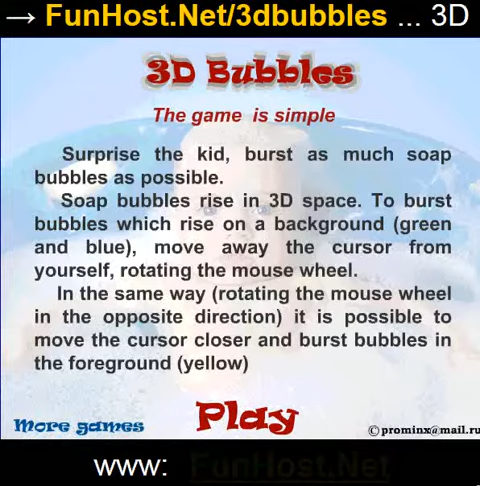 → FunHost.Net/3dbubbles ... 3D
3D Bubbles
The game is simple
Surprise the kid, burst as much soap
bubbles as possible.
Soap bubbles rise in 3D space. To burst
bubbles which rise on a background (green
and blue), move away the cursor from
yourself, rotating the mouse wheel.
In the same way (rotating the mouse wheel
in the opposite direction) it is possible to
move the cursor closer and burst bubbles in
the foreground (yellow)
More games
Play
©prominx@mail.ru
www: FunHost.Net